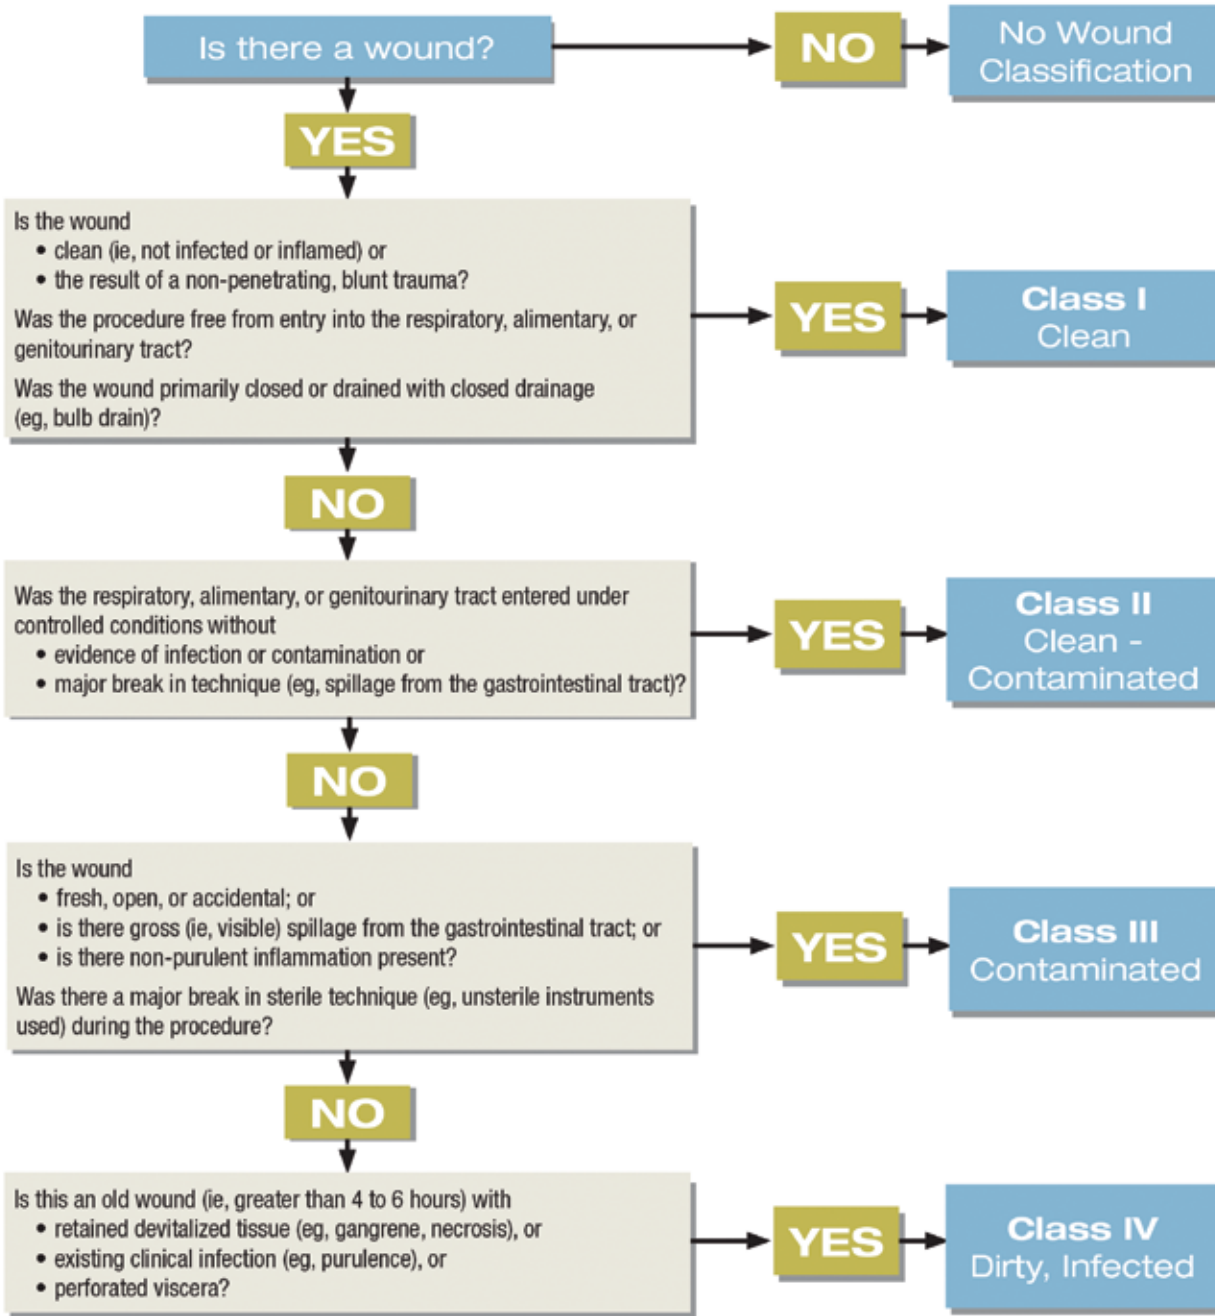 Is there a wound?
NO
No Wound
Classification
YES
Is the wound
• clean (ie, not infected or inflamed) or
• the result of a non-penetrating, blunt trauma?
Was the procedure free from entry into the respiratory, alimentary, or
genitourinary tract?
Was the wound primarily closed or drained with closed drainage
(eg, bulb drain)?
YES
Class I
Clean
NO
Was the respiratory, alimentary, or genitourinary tract entered under
controlled conditions without
• evidence of infection or contamination or
• major break in technique (eg, spillage from the gastrointestinal tract)?
YES
Class II
Clean -
Contaminated
NO
Is the wound
• fresh, open, or accidental; or
• is there gross (ie, visible) spillage from the gastrointestinal tract; or
• is there non-purulent inflammation present?
Was there a major break in sterile technique (eg, unsterile instruments
used) during the procedure?
YES
Class III
Contaminated
NO
Is this an old wound (ie, greater than 4 to 6 hours) with
• retained devitalized tissue (eg, gangrene, necrosis), or
• existing clinical infection (eg, purulence), or
• perforated viscera?
YES
Class IV
Dirty, Infected